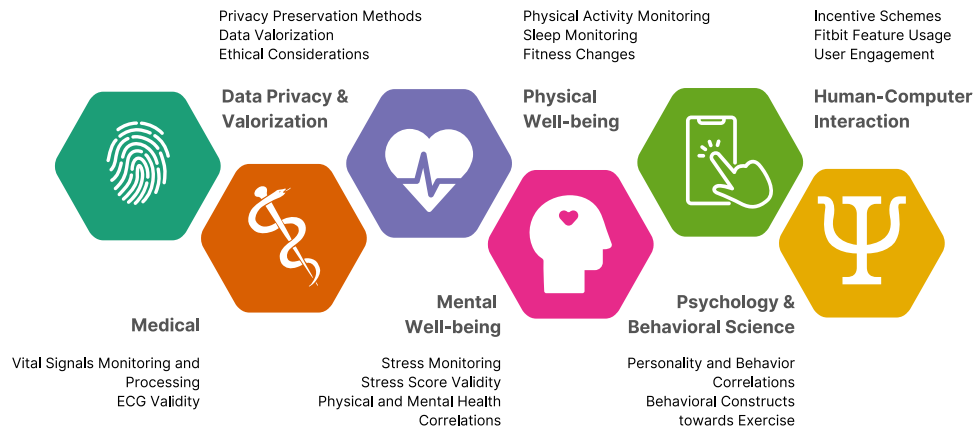 Privacy Preservation Methods
Data Valorization
Ethical Considerations
Data Privacy &
Valorization
Physical Activity Monitoring
Sleep Monitoring
Fitness Changes
Physical
Well-being
Incentive Schemes
Fitbit Feature Usage
User Engagement
Human-Computer
Interaction
Medical
Vital Signals Monitoring and
Processing
ECG Validity
Mental
Well-being
Stress Monitoring
Stress Score Validity
Physical and Mental Health
Correlations
Psychology &
Behavioral Science
Personality and Behavior
Correlations
Behavioral Constructs
towards Exercise